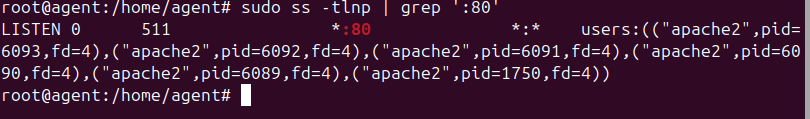 root@agent:/home/agent# sudo ss -tlnp | grep ':80'
LISTEN 0      511                *:80              *:*    users:(("apache2",pid=
6093,fd=4),("apache2",pid=6092,fd=4),("apache2",pid=6091,fd=4),("apache2",pid=60
90,fd=4),("apache2",pid=6089,fd=4),("apache2",pid=1750,fd=4))
root@agent:/home/agent#